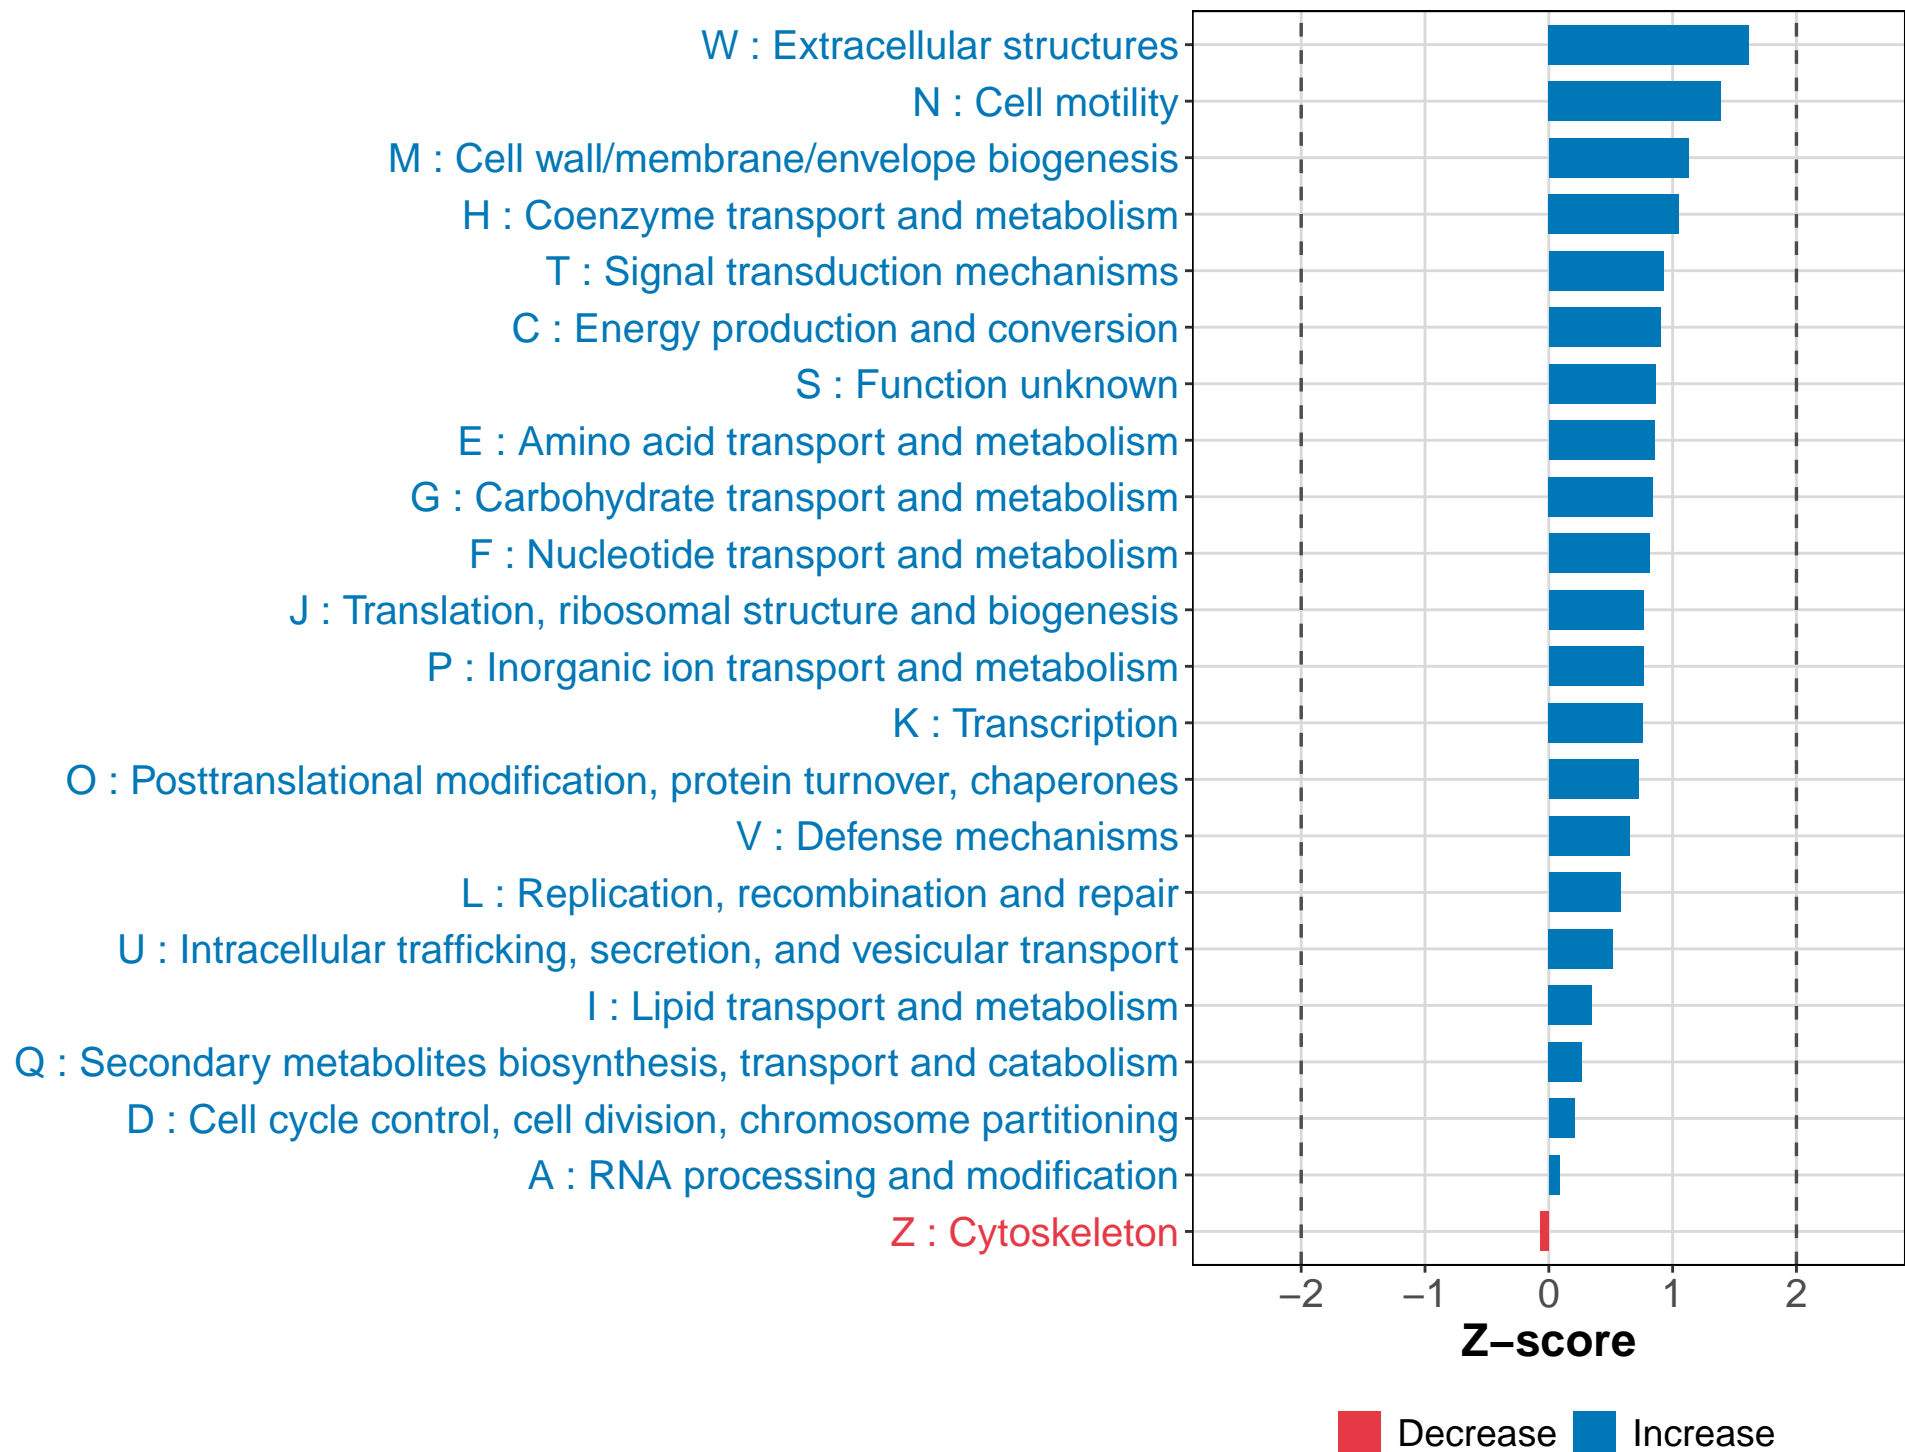 W : Extracellular structures
N : Cell motility
M : Cell wall/membrane/envelope biogenesis
H : Coenzyme transport and metabolism
T : Signal transduction mechanisms
C : Energy production and conversion
S : Function unknown
E : Amino acid transport and metabolism
G : Carbohydrate transport and metabolism
F : Nucleotide transport and metabolism
J : Translation, ribosomal structure and biogenesis
P : Inorganic ion transport and metabolism
K : Transcription
O : Posttranslational modification, protein turnover, chaperones
V : Defense mechanisms
L : Replication, recombination and repair
U : Intracellular trafficking, secretion, and vesicular transport
I : Lipid transport and metabolism
Q : Secondary metabolites biosynthesis, transport and catabolism
D : Cell cycle control, cell division, chromosome partitioning
A : RNA processing and modification
Z : Cytoskeleton
−2 −1 0 1 2
Z−score
Decrease Increase